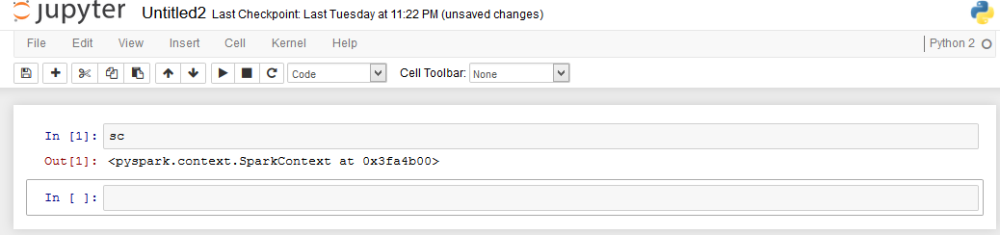 jupyter Untitled2 Last Checkpoint: Last Tuesday at 11:22 PM (unsaved changes)
File Edit View Insert Cell Kernel Help Python 2
Code Cell Toolbar: None
In [1]: sc
Out[1]: <pyspark.context.SparkContext at 0x3fa4b00>
In [ ]: